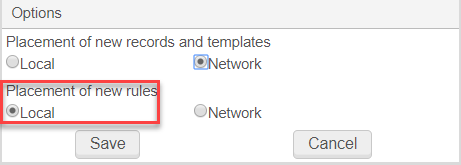 Options
Placement of new records and templates
Local Network
Placement of new rules
Local Network
Save Cancel